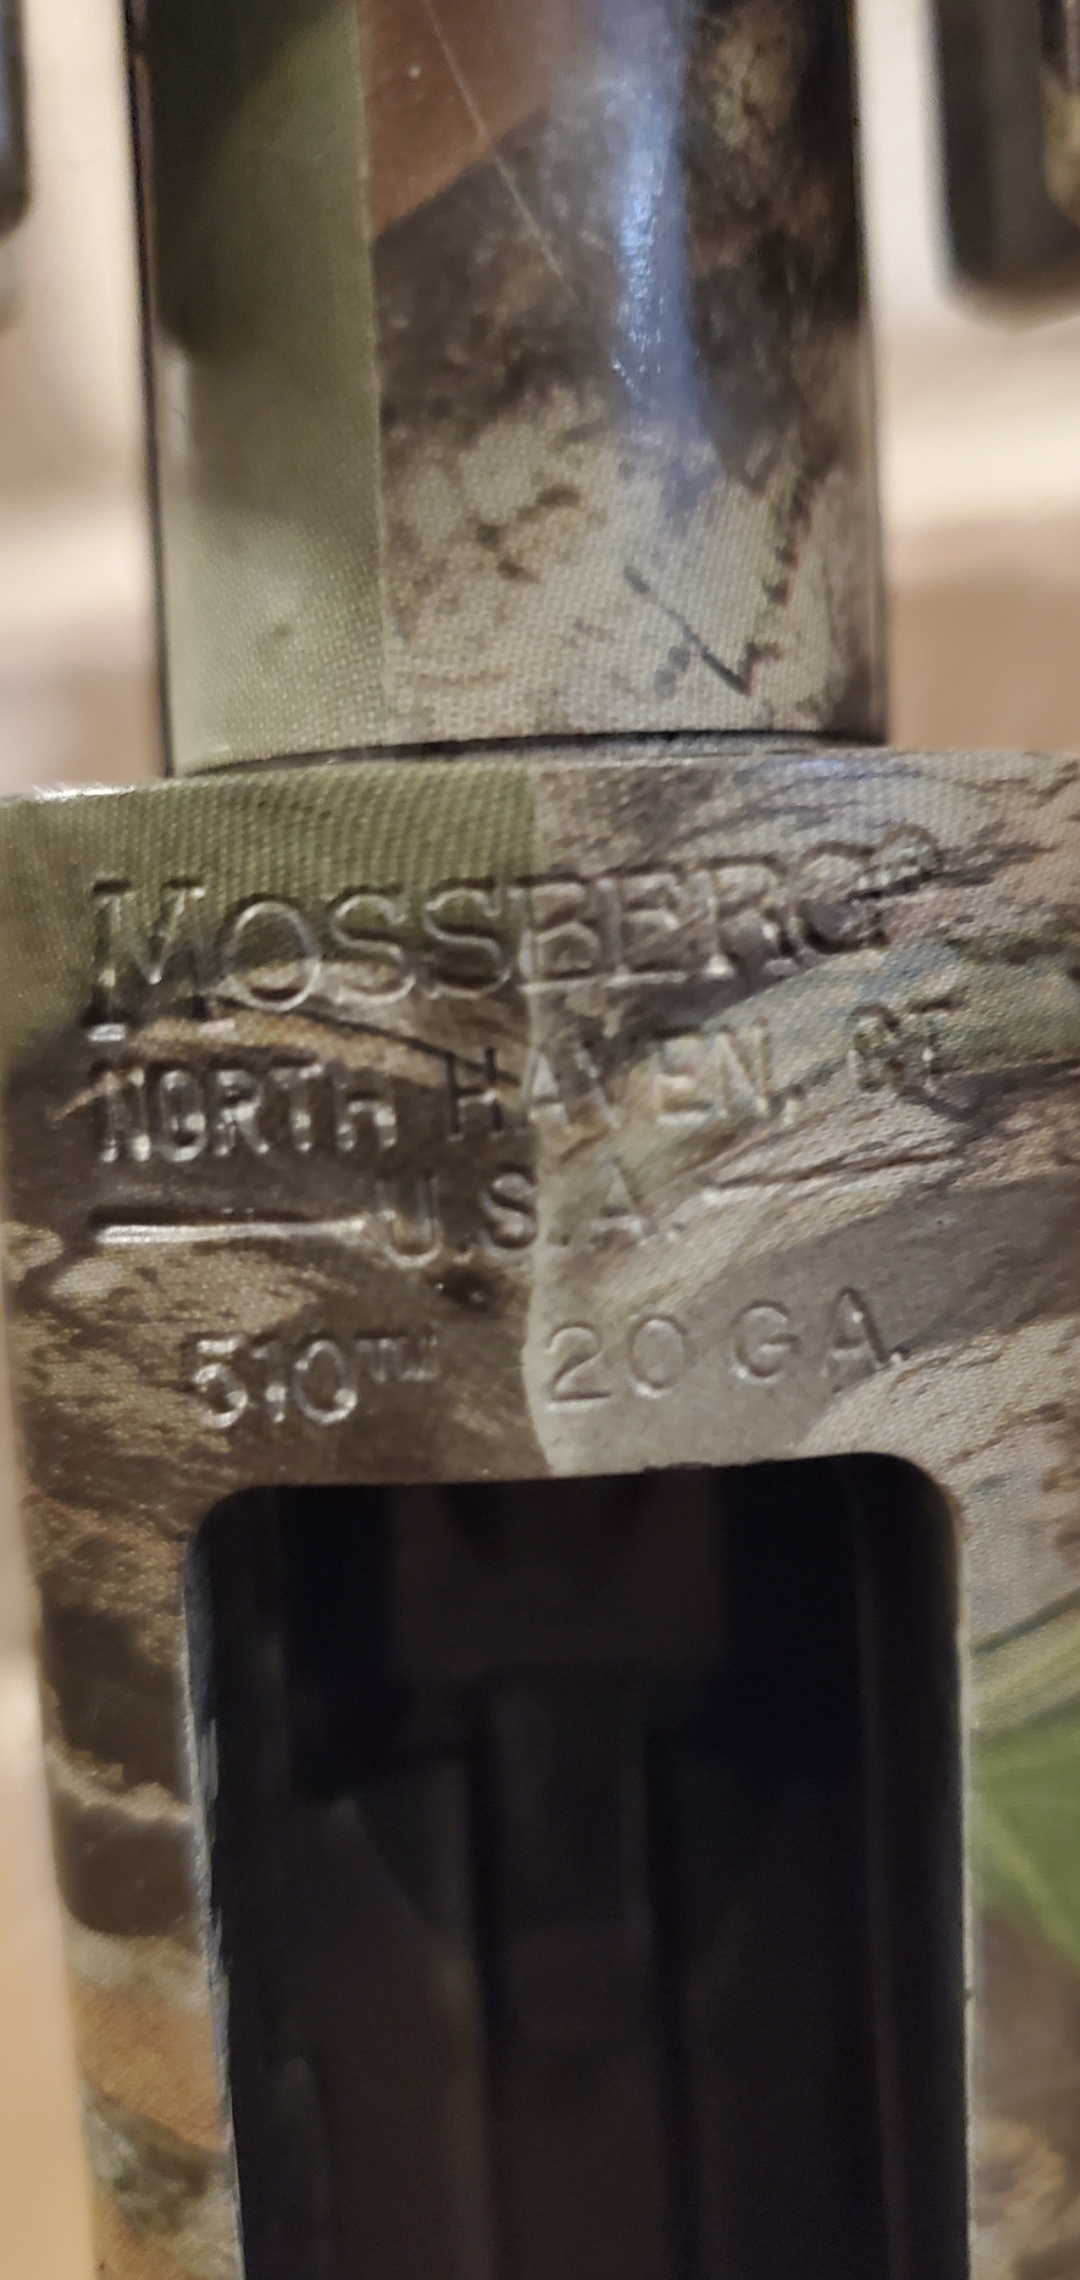 MOSSBERG®
NORTH HAVEN, CT
U.S.A.
510™ 20 GA.